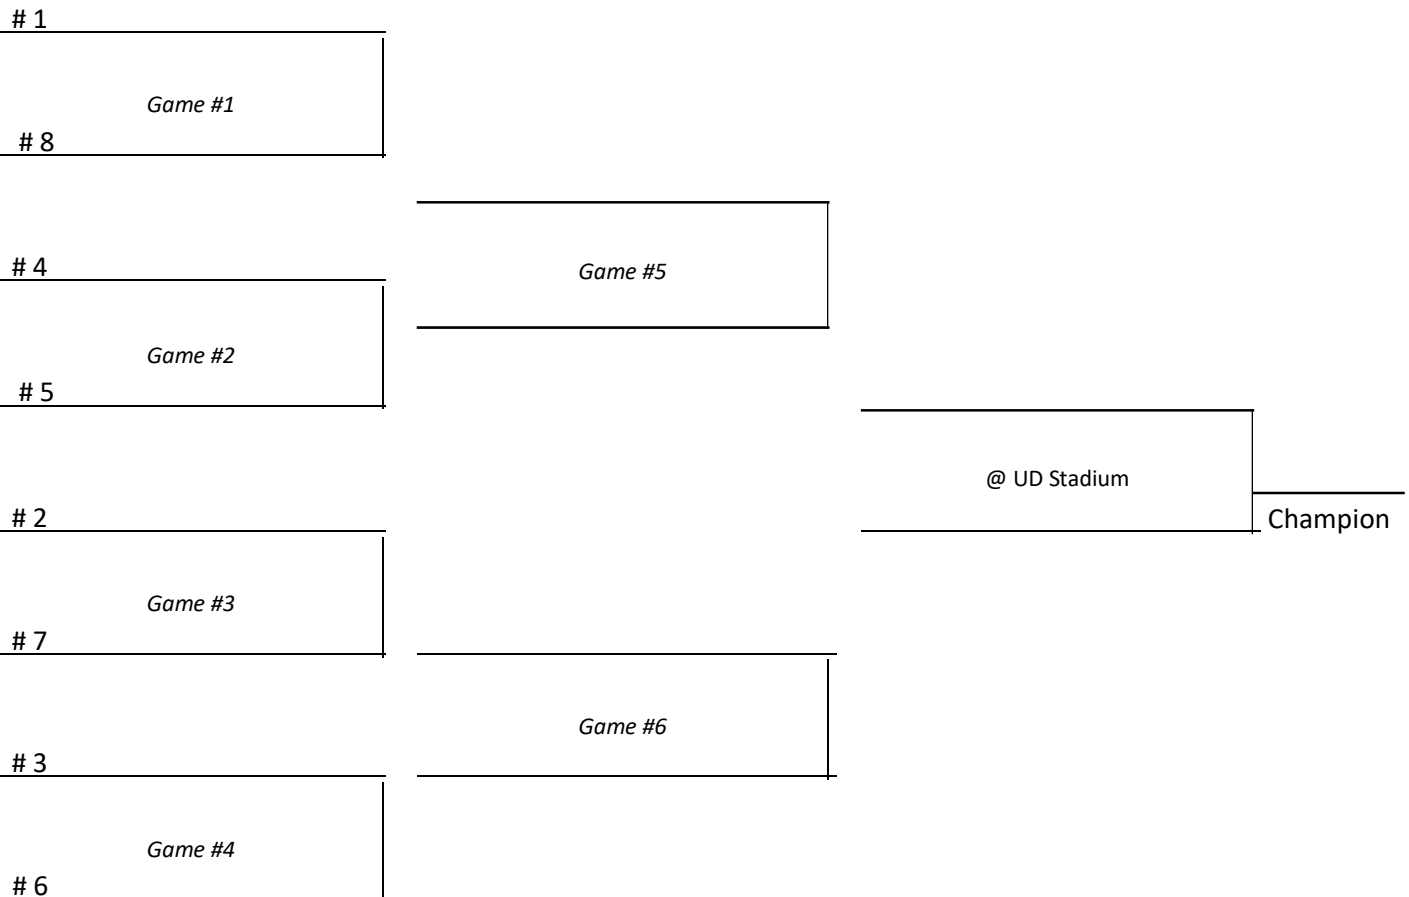 # 1
Game #1
# 8
# 4
Game #5
Game #2
# 5
@ UD Stadium
# 2
Champion
Game #3
# 7
Game #6
# 3
Game #4
# 6